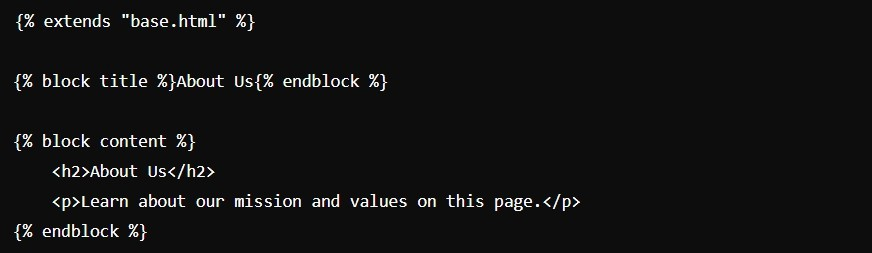 {% extends "base.html" %}
{% block title %}About Us{% endblock %}
{% block content %}
<h2>About Us</h2>
<p>Learn about our mission and values on this page.</p>
{% endblock %}